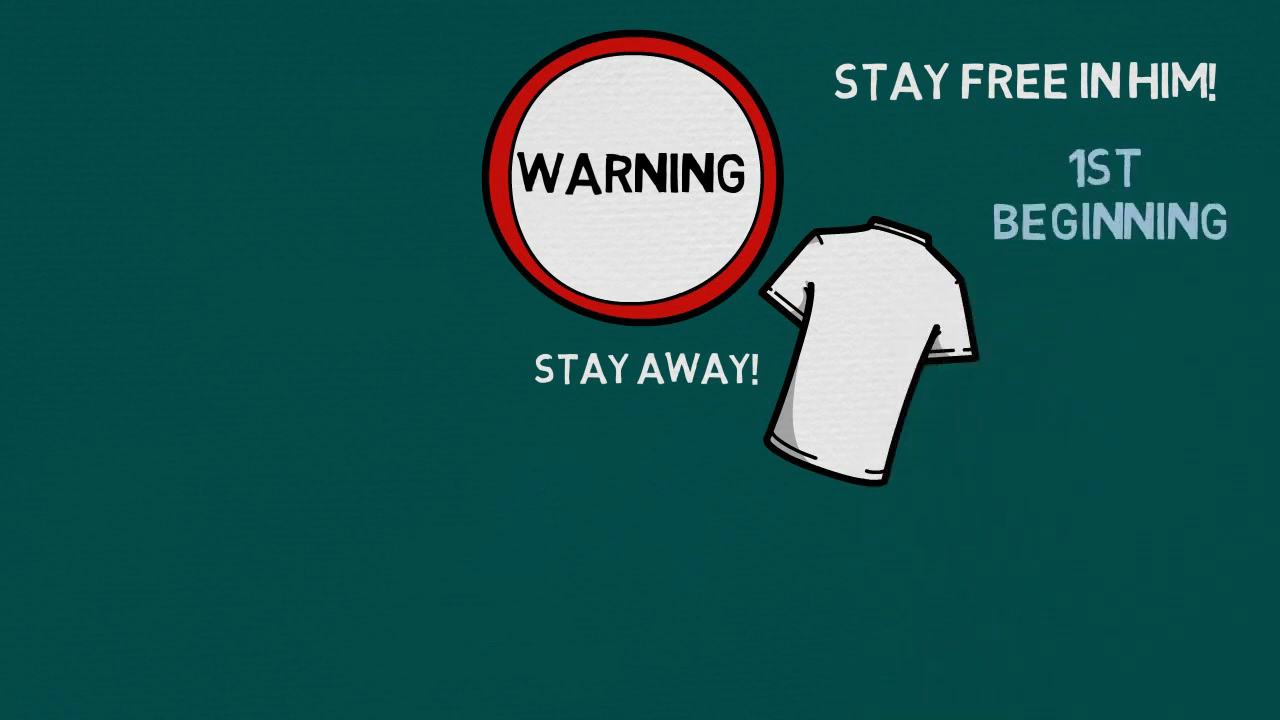 WARNING
STAY AWAY!
STAY FREE IN HIM!
1ST
BEGINNING